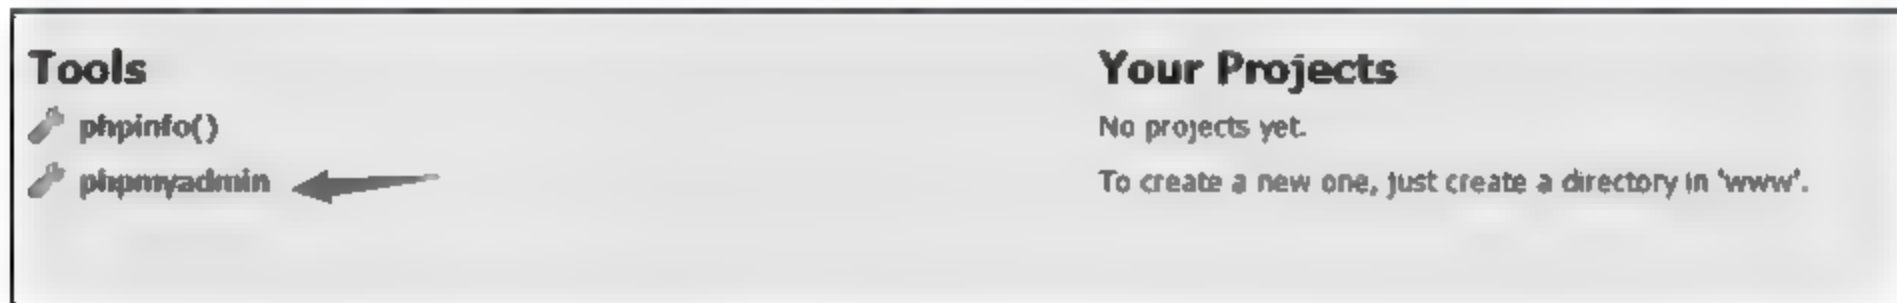 Tools
phpinfo()
phpmyadmin
Your Projects
No projects yet.
To create a new one, just create a directory in 'www'.